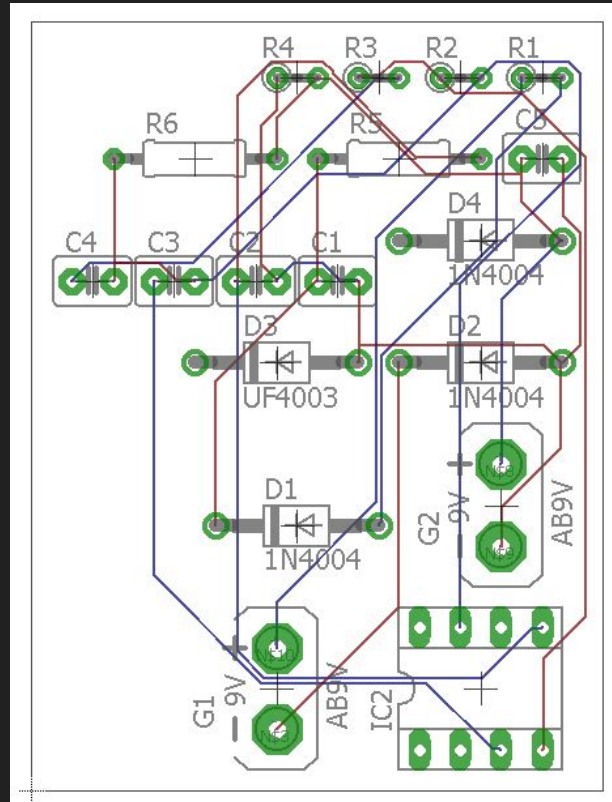 R4 R3 R2 R1
R6 R5 C5
D4
C4 C3 C2 C1 1N4004
D3 D2
UF4003 1N4004
+
G2 9V AB9V
-
D1
1N4004
+
G1 9V AB9V IC2
-